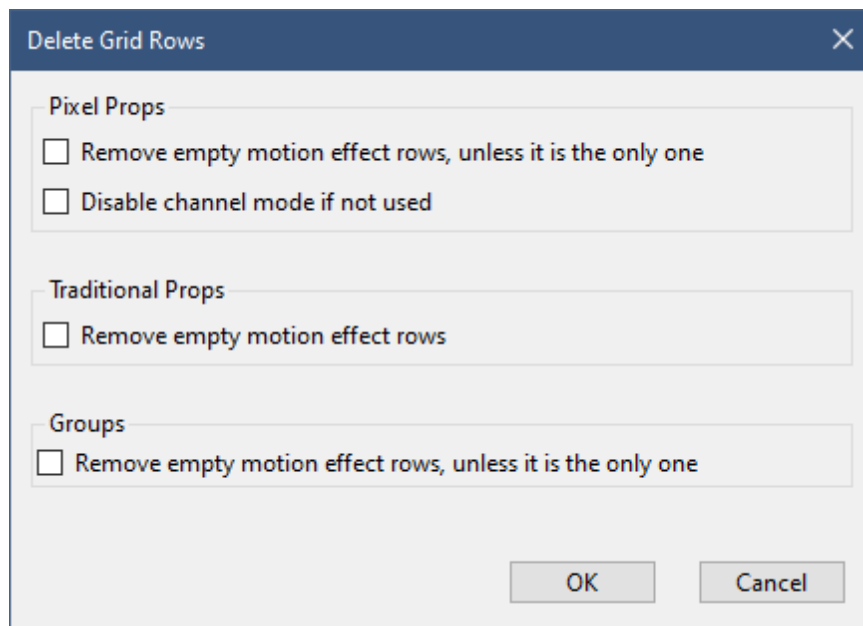 Delete Grid Rows
Pixel Props
Remove empty motion effect rows, unless it is the only one
Disable channel mode if not used
Traditional Props
Remove empty motion effect rows
Groups
Remove empty motion effect rows, unless it is the only one
OK Cancel